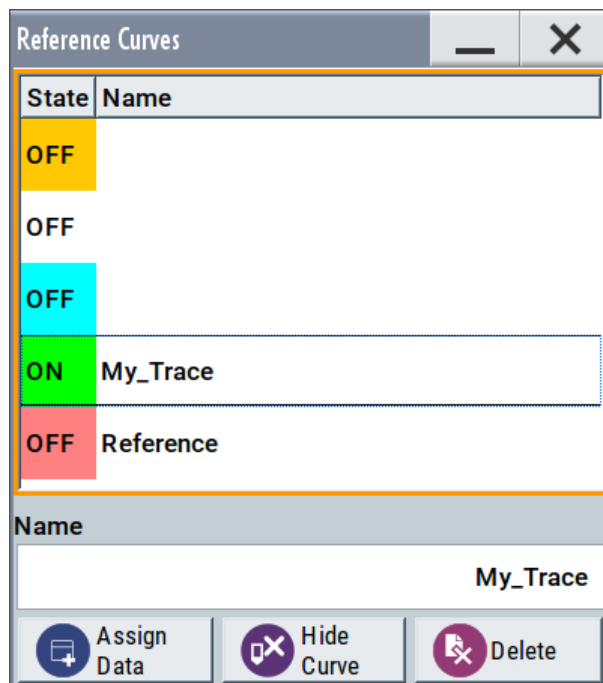 Reference Curves
State Name
OFF
OFF
OFF
ON My_Trace
OFF Reference
Name
My_Trace
Assign Data
Hide Curve
Delete